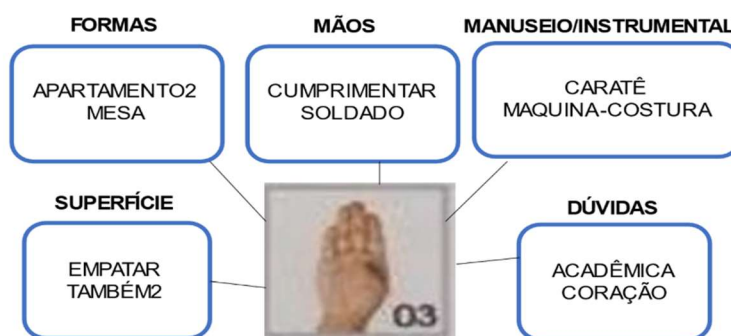 FORMAS
APARTAMENTO2
MESA
MÃOS
CUMPRIMENTAR
SOLDADO
MANUSEIO/INSTRUMENTAL
CARATÊ
MAQUINA-COSTURA
SUPERFÍCIE
EMPATAR
TAMBÉM2
03
DÚVIDAS
ACADÊMICA
CORAÇÃO